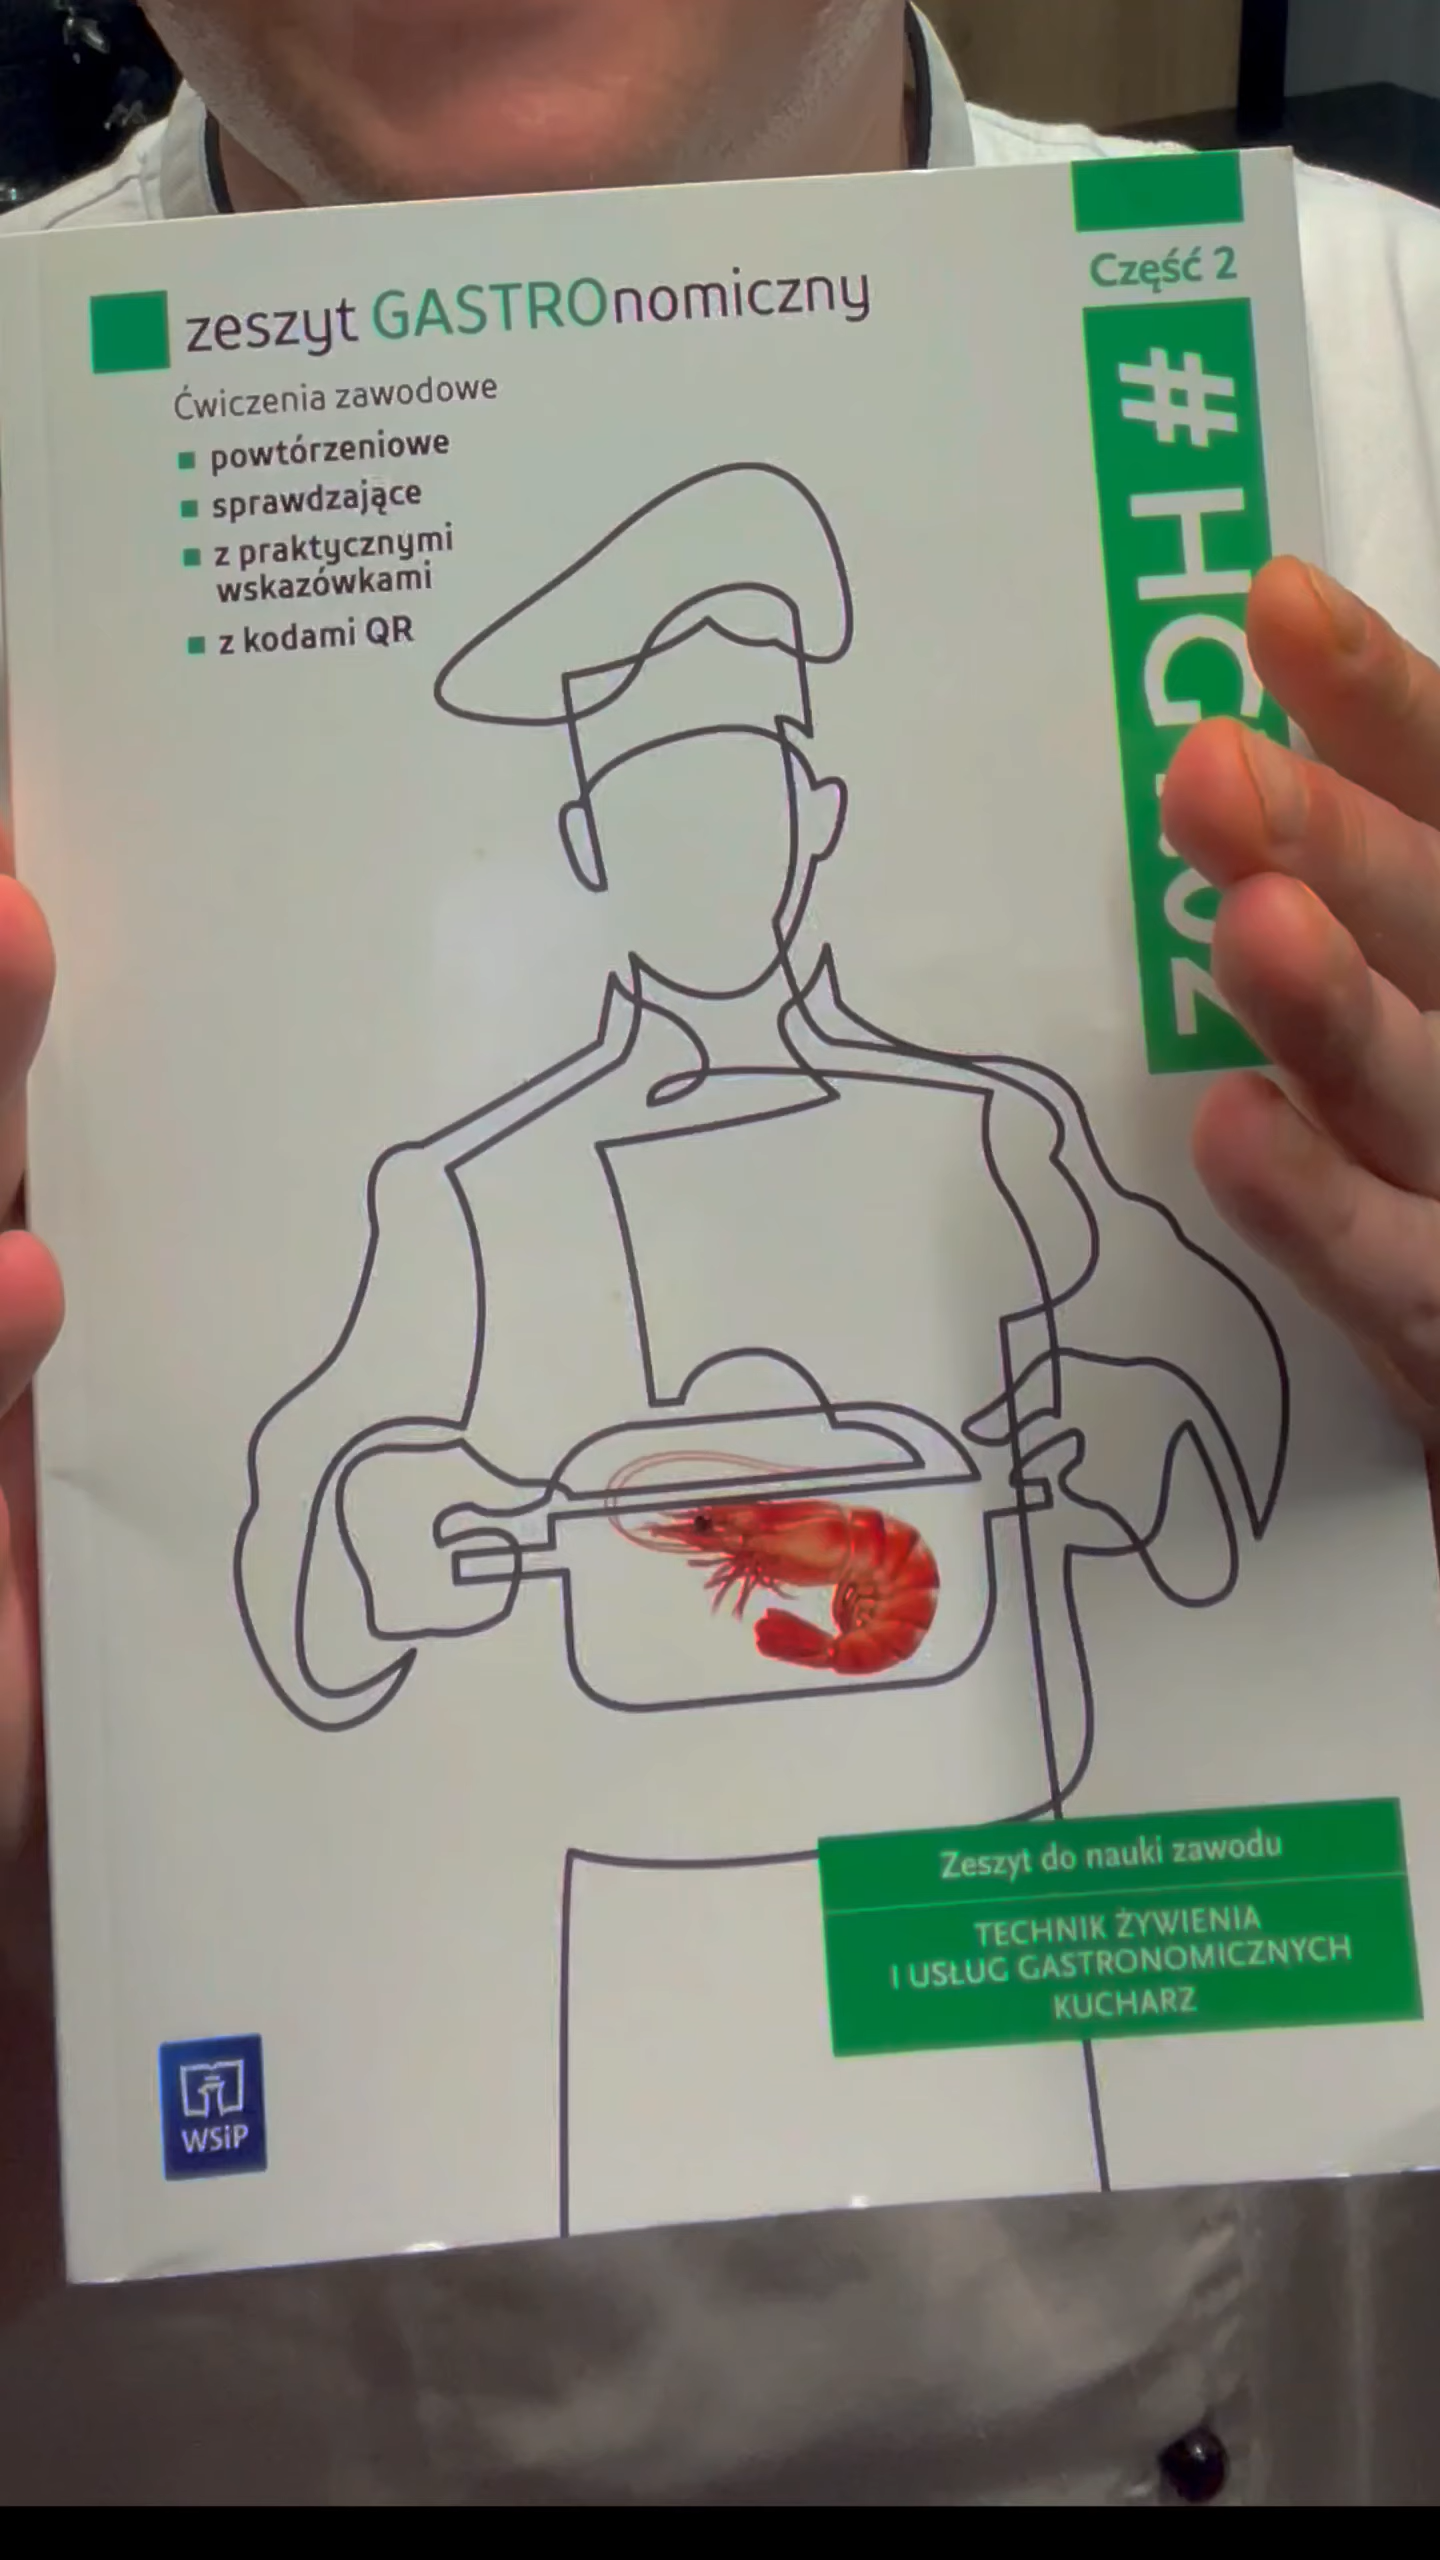 zeszyt GASTROnomiczny
Ćwiczenia zawodowe
powtórzeniowe
sprawdzające
z praktycznymi
wskazówkami
z kodami QR
Część 2
Zeszyt do nauki zawodu
TECHNIK ŻYWIENIA
I USŁUG GASTRONOMICZNYCH
KUCHARZ
WSiP